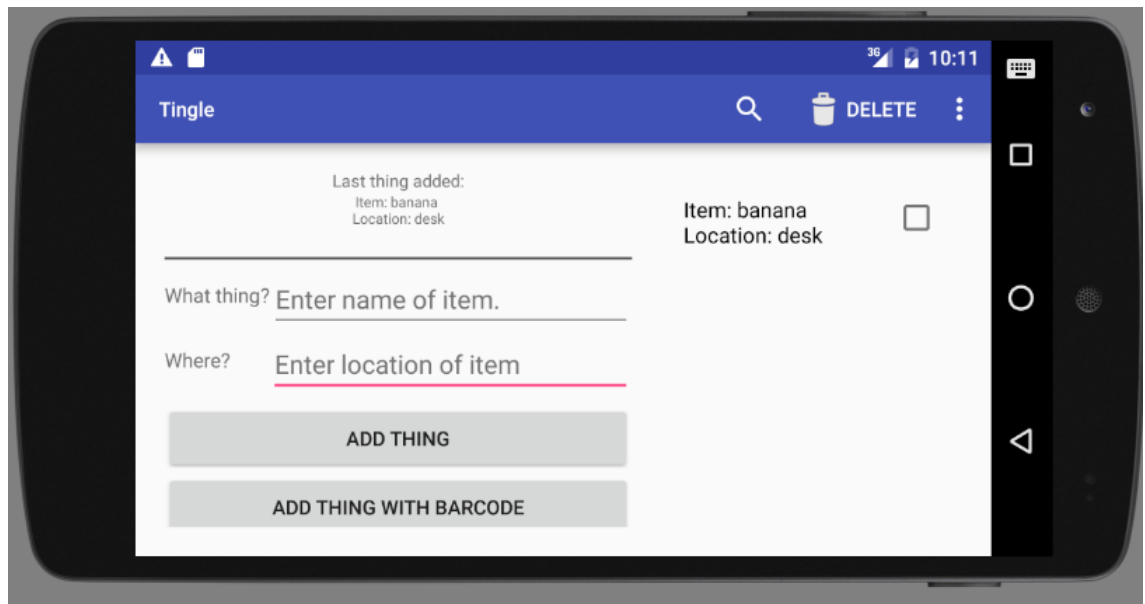 3G 10:11
Tingle DELETE
Last thing added:
Item: banana
Location: desk
What thing? Enter name of item.
Where? Enter location of item
ADD THING
ADD THING WITH BARCODE
Item: banana
Location: desk